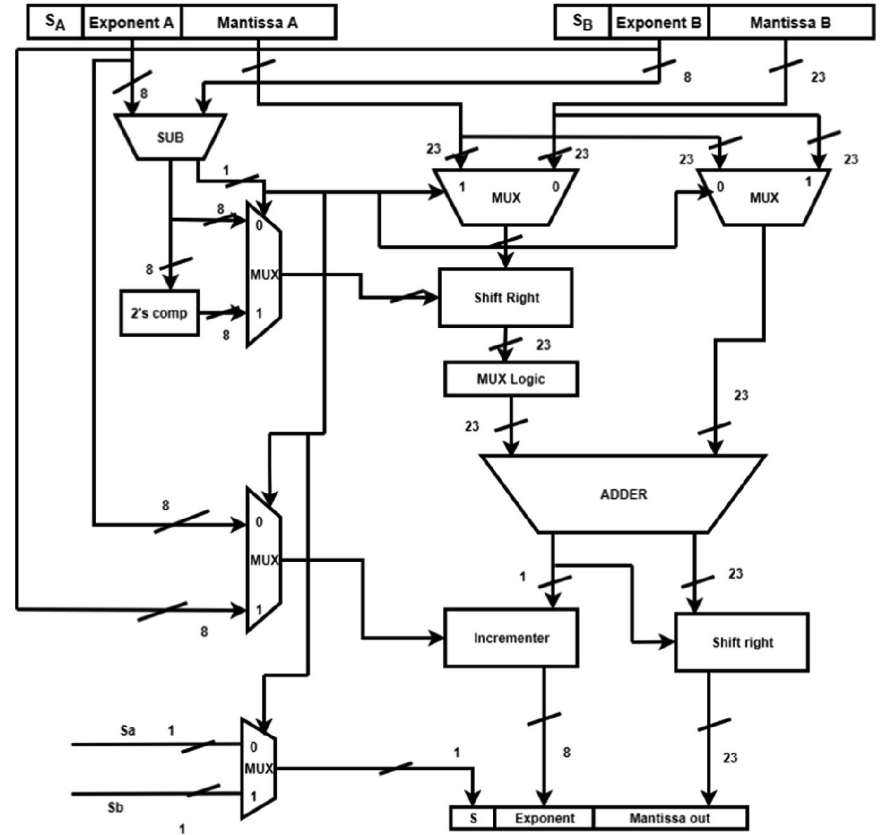 SA Exponent A Mantissa A SB Exponent B Mantissa B
8 8 23
SUB
1 23 23 23 23
1 0 MUX 0 1 MUX
8 0
MUX
8 Shift Right
2's comp 1
8 23
MUX Logic
23 23
ADDER
8 0
MUX
1 23
1
8 Incrementer Shift right
Sa 1 0
MUX 1 8 23
1
Sb
1 S Exponent Mantissa out